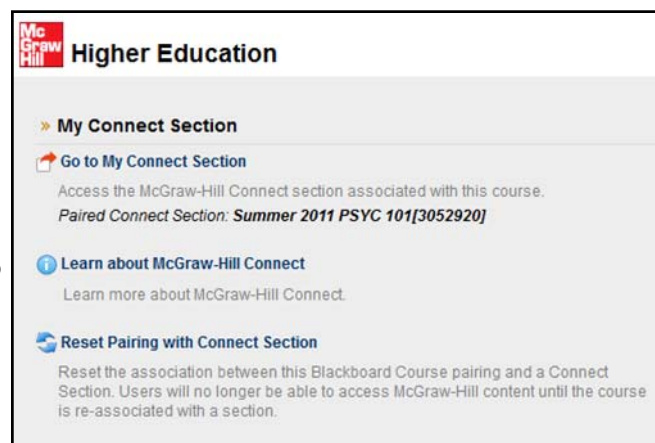 Mc
Graw
Hill
Higher Education
» My Connect Section
Go to My Connect Section
Access the McGraw-Hill Connect section associated with this course.
Paired Connect Section: Summer 2011 PSYC 101[3052920]
Learn about McGraw-Hill Connect
Learn more about McGraw-Hill Connect.
Reset Pairing with Connect Section
Reset the association between this Blackboard Course pairing and a Connect
Section. Users will no longer be able to access McGraw-Hill content until the course
is re-associated with a section.